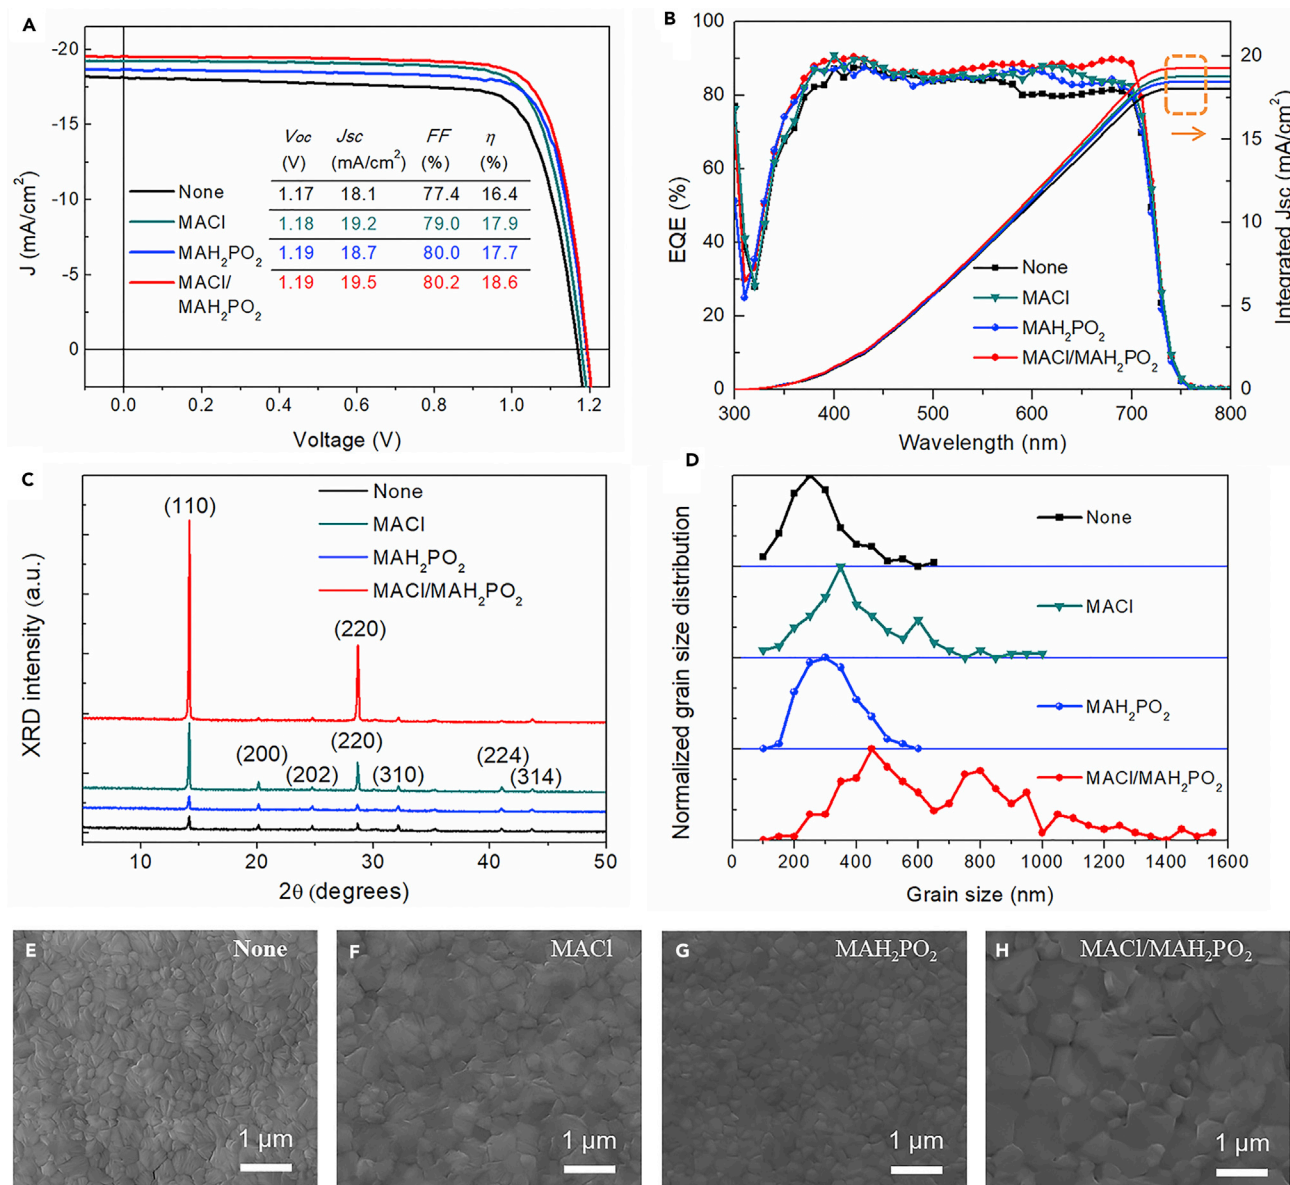 A
J (mA/cm²)
-20
-15
-10
-5
0
Voc Jsc FF η
(V) (mA/cm²) (%) (%)
None 1.17 18.1 77.4 16.4
MACl 1.18 19.2 79.0 17.9
MAH₂PO₂ 1.19 18.7 80.0 17.7
MACl/ 1.19 19.5 80.2 18.6
MAH₂PO₂
0.0 0.2 0.4 0.6 0.8 1.0 1.2
Voltage (V)
B
EQE (%)
100
80
60
40
20
0
None
MACl
MAH₂PO₂
MACl/MAH₂PO₂
20
15
10
5
0
Integrated Jsc (mA/cm²)
300 400 500 600 700 800
Wavelength (nm)
C
XRD intensity (a.u.)
None
MACl
MAH₂PO₂
MACl/MAH₂PO₂
(110)
(220)
(200)
(202)
(220)
(310)
(224)
(314)
10 20 30 40 50
2θ (degrees)
D
Normalized grain size distribution
None
MACl
MAH₂PO₂
MACl/MAH₂PO₂
0 200 400 600 800 1000 1200 1400 1600
Grain size (nm)
E None
1 μm
F MACl
1 μm
G MAH₂PO₂
1 μm
H MACl/MAH₂PO₂
1 μm